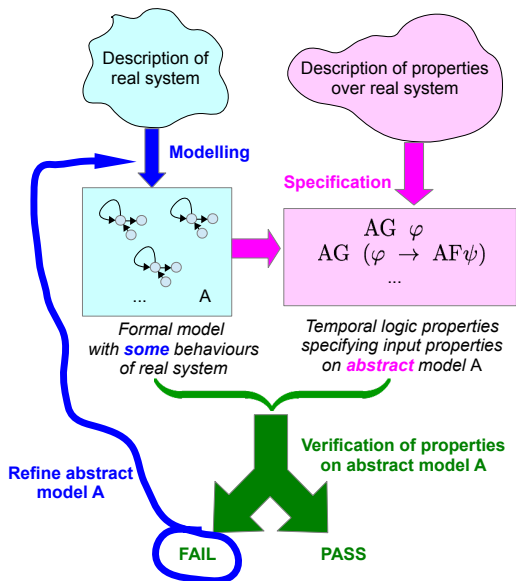 Description of
real system
Description of properties
over real system
Modelling
Specification
... A
AG φ
AG (φ → AFψ)
...
Formal model
with some behaviours
of real system
Temporal logic properties
specifying input properties
on abstract model A
Verification of properties
on abstract model A
Refine abstract
model A
FAIL
PASS